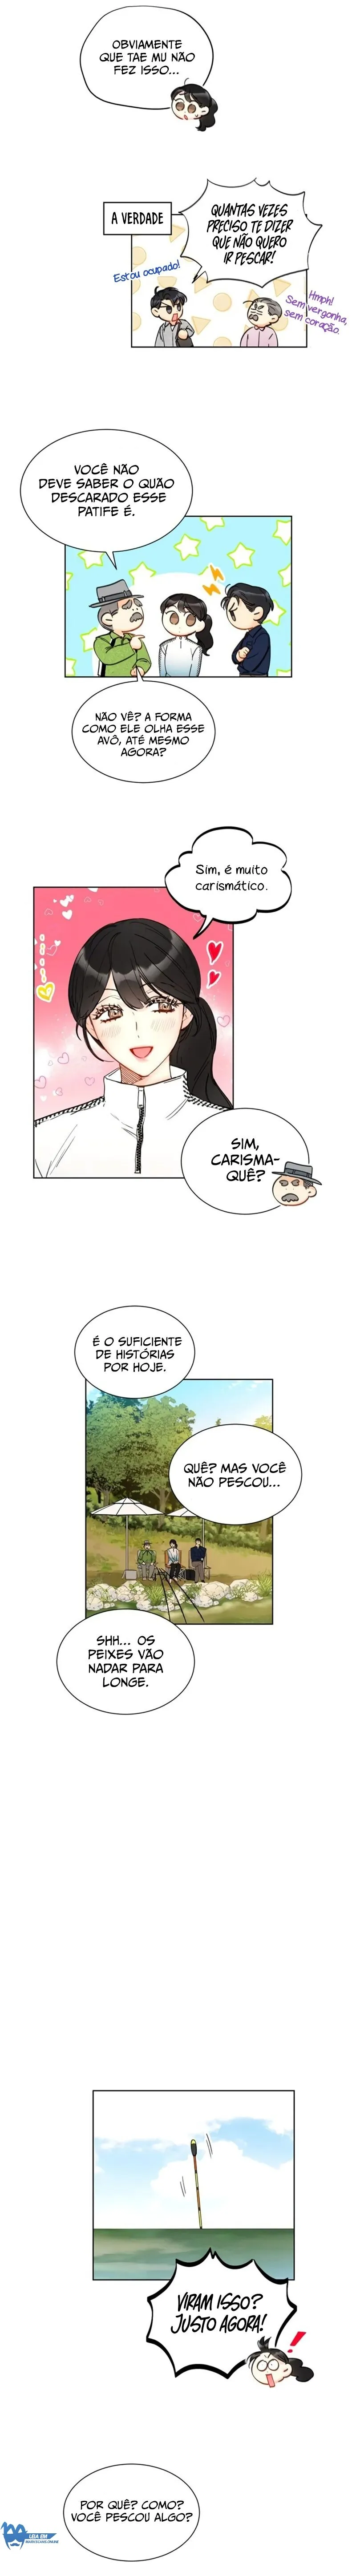 OBVIAMENTE
QUE TAE MU NÃO
FEZ ISSO...
A VERDADE
QUANTAS VEZES
PRECISO TE DIZER
QUE NÃO QUERO
IR PESCAR!
Estou ocupado!
Hmph!
Sem vergonha,
sem coração.
VOCÊ NÃO
DEVE SABER O QUÃO
DESCARADO ESSE
PATIFE É.
NÃO VÊ? A FORMA
COMO ELE OLHA ESSE
AVÔ, ATÉ MESMO
AGORA?
Sim, é muito
carismático.
SIM,
CARISMA-
QUÊ?
É O SUFICIENTE
DE HISTÓRIAS
POR HOJE.
QUÊ? MAS VOCÊ
NÃO PESCOU...
SHH... OS
PEIXES VÃO
NADAR PARA
LONGE.
VIRAM ISSO?
JUSTO AGORA!
POR QUÊ? COMO?
VOCÊ PESCOU ALGO?
LEIA EM